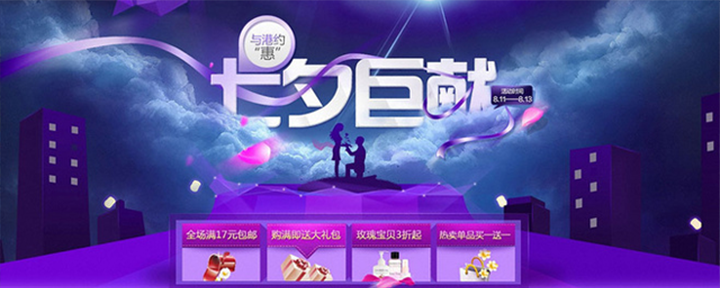 与港约
“惠”
七夕巨献
活动时间
8.11——8.13
全场满17元包邮
购满即送大礼包
玫瑰宝贝3折起
热卖单品买一送一